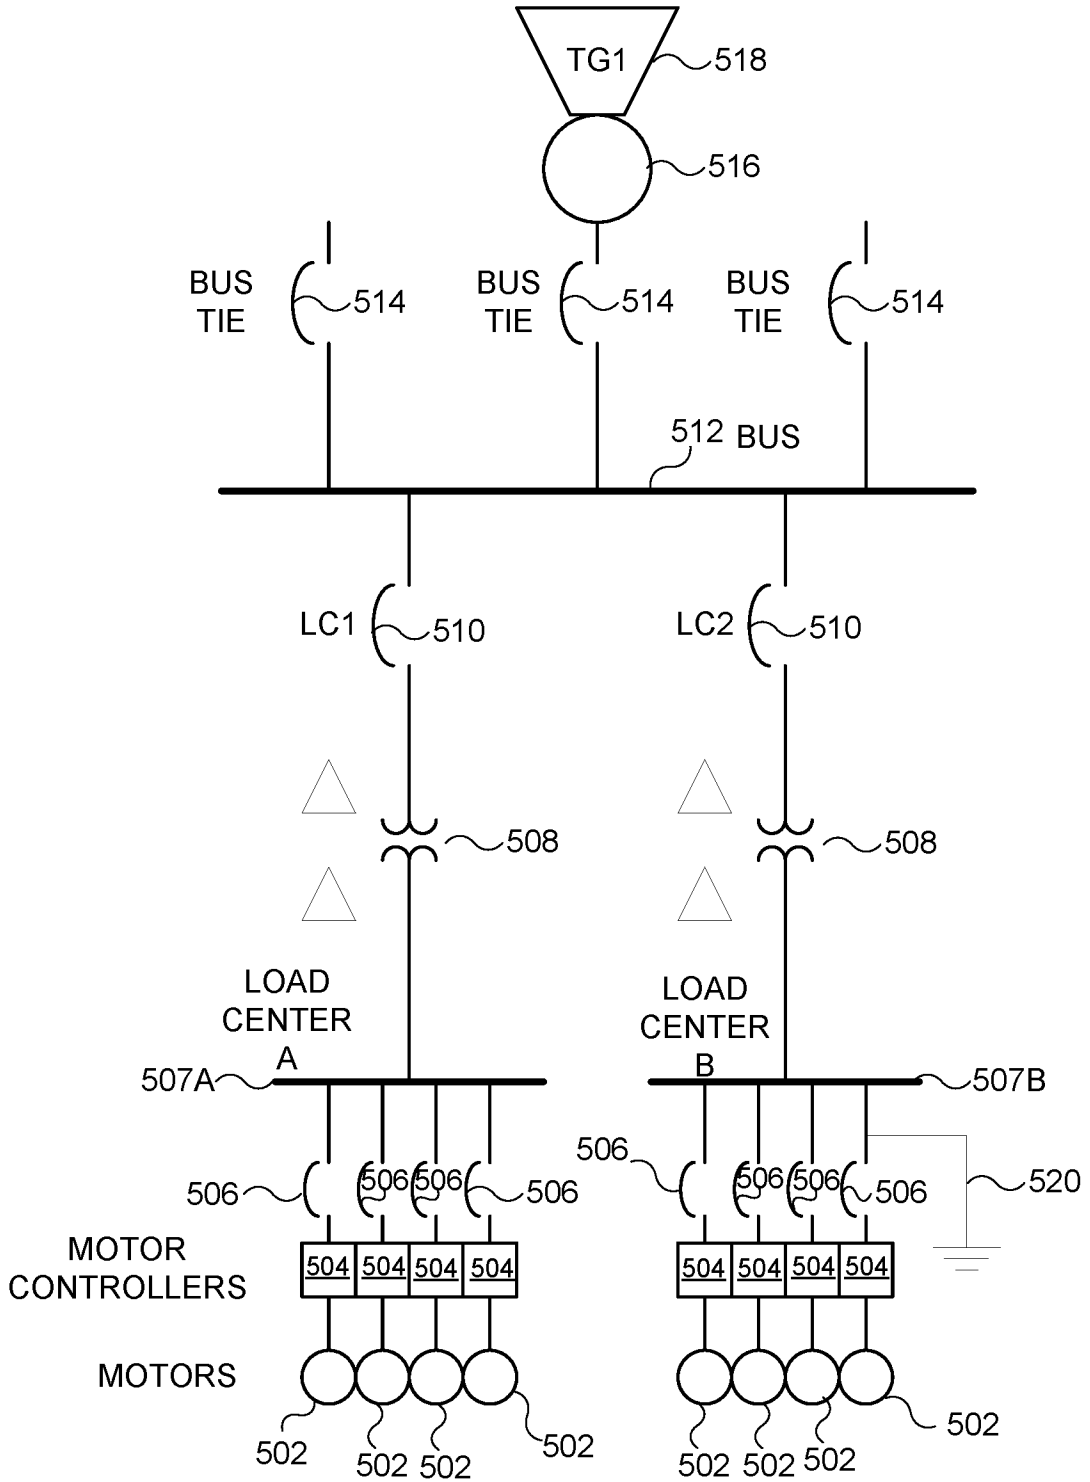 TG1
518
516
BUS
TIE
514
BUS
TIE
514
BUS
TIE
514
512 BUS
LC1
510
LC2
510
508
508
LOAD
CENTER
A
LOAD
CENTER
B
507A
507B
506
506
506
506
506
506
506
506
520
MOTOR
CONTROLLERS
504
504
504
504
504
504
504
504
MOTORS
502
502
502
502
502
502
502
502